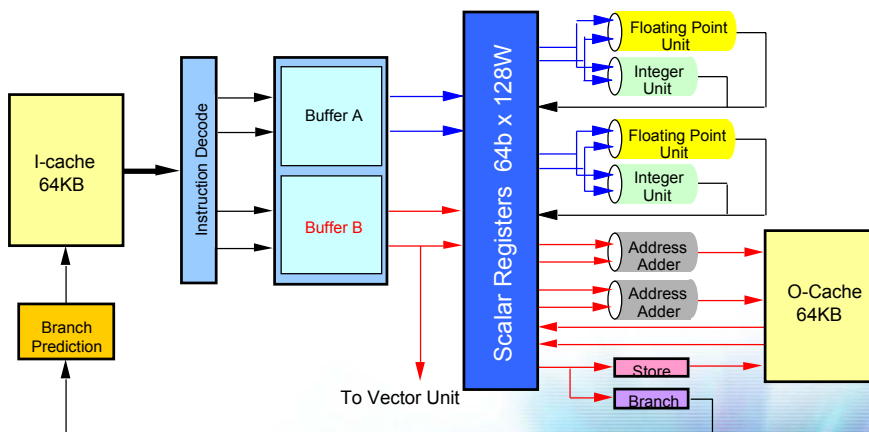 I-cache
64KB
Branch
Prediction
Instruction Decode
Buffer A
Buffer B
To Vector Unit
Scalar Registers 64b x 128W
Floating Point
Unit
Integer
Unit
Floating Point
Unit
Integer
Unit
Address
Adder
Address
Adder
Store
Branch
O-Cache
64KB